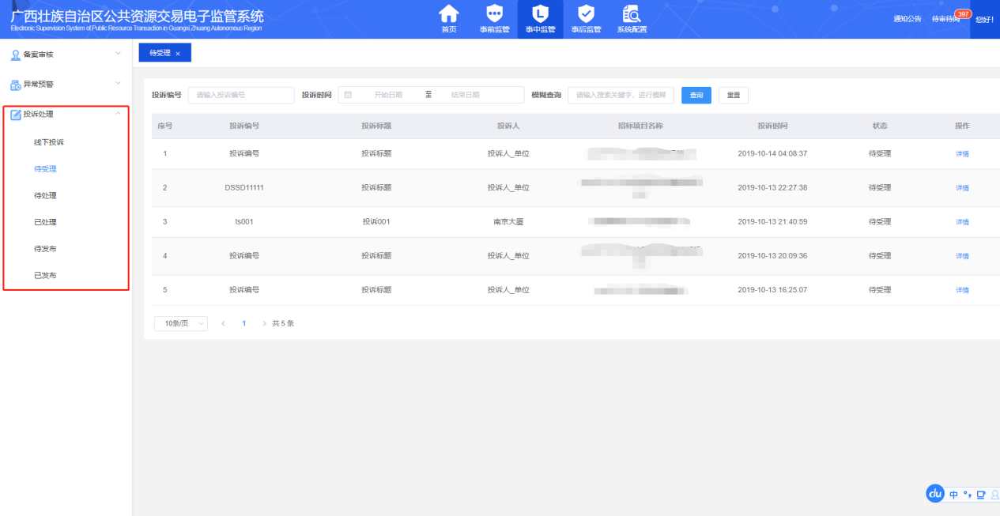 广西壮族自治区公共资源交易电子监管系统
Electronic Supervision System of Public Resource Transaction in Guangxi Zhuang Autonomous Region
首页 事前监管 事中监管 事后监管 系统配置
通知公告 待审待阅 397 您好!
备案审核
异常预警
投诉处理
线下投诉
待受理
待处理
已处理
待发布
已发布
待受理 ×
投诉编号 请输入投诉编号 投诉时间 开始日期 至 结束日期 模糊查询 请输入搜索关键字、进行模糊 查询 重置
序号 投诉编号 投诉标题 投诉人 招标项目名称 投诉时间 状态 操作
1 投诉编号 投诉标题 投诉人_单位 2019-10-14 04:08:37 待受理 详情
2 DSSD11111 投诉标题 投诉人_单位 2019-10-13 22:27:38 待受理 详情
3 ts001 投诉001 南京大厦 2019-10-13 21:40:59 待受理 详情
4 投诉编号 投诉标题 投诉人_单位 2019-10-13 20:09:36 待受理 详情
5 投诉编号 投诉标题 投诉人_单位 2019-10-13 16:25:07 待受理 详情
10条/页 1 共 5 条
du 中 °,